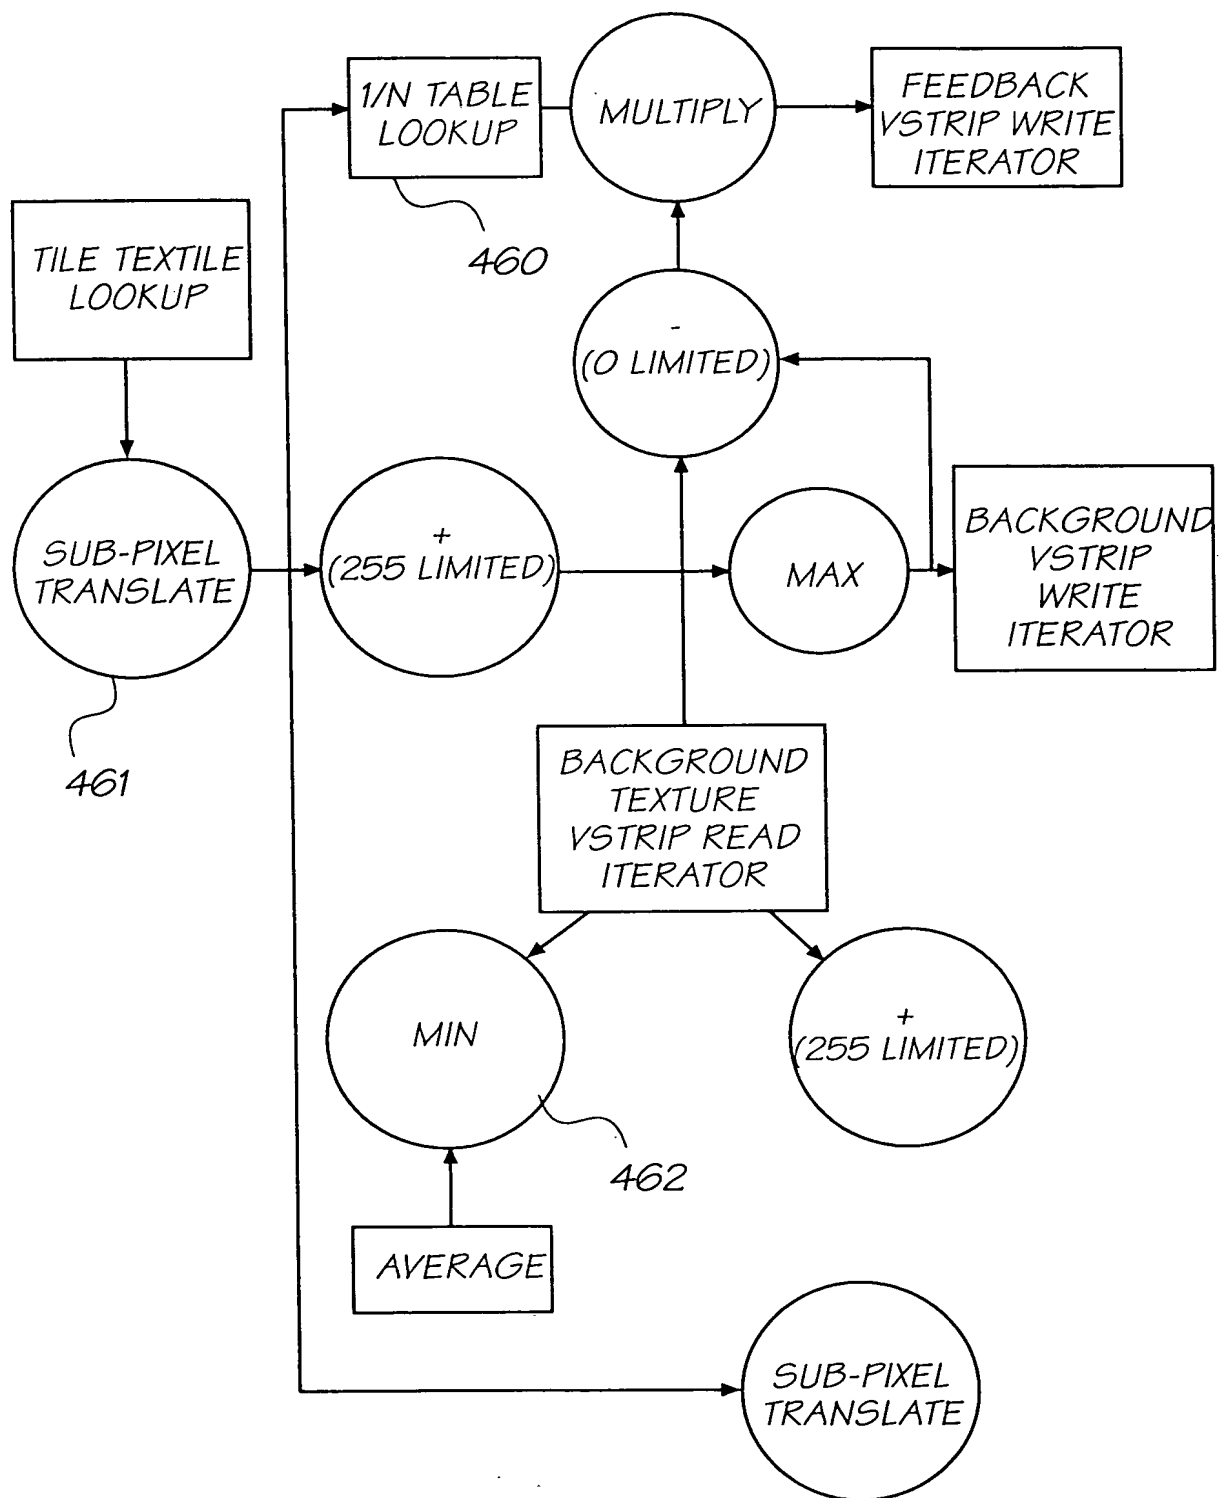 1/N TABLE
LOOKUP
MULTIPLY
FEEDBACK
VSTRIP WRITE
ITERATOR
460
TILE TEXTILE
LOOKUP
-
(0 LIMITED)
SUB-PIXEL
TRANSLATE
+
(255 LIMITED)
MAX
BACKGROUND
VSTRIP
WRITE
ITERATOR
461
BACKGROUND
TEXTURE
VSTRIP READ
ITERATOR
MIN
+
(255 LIMITED)
462
AVERAGE
SUB-PIXEL
TRANSLATE